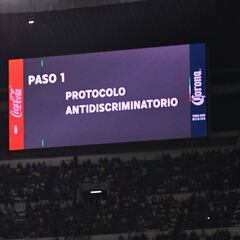 Coca-Cola
PASO 1
PROTOCOLO
ANTIDISCRIMINATORIO
Corona